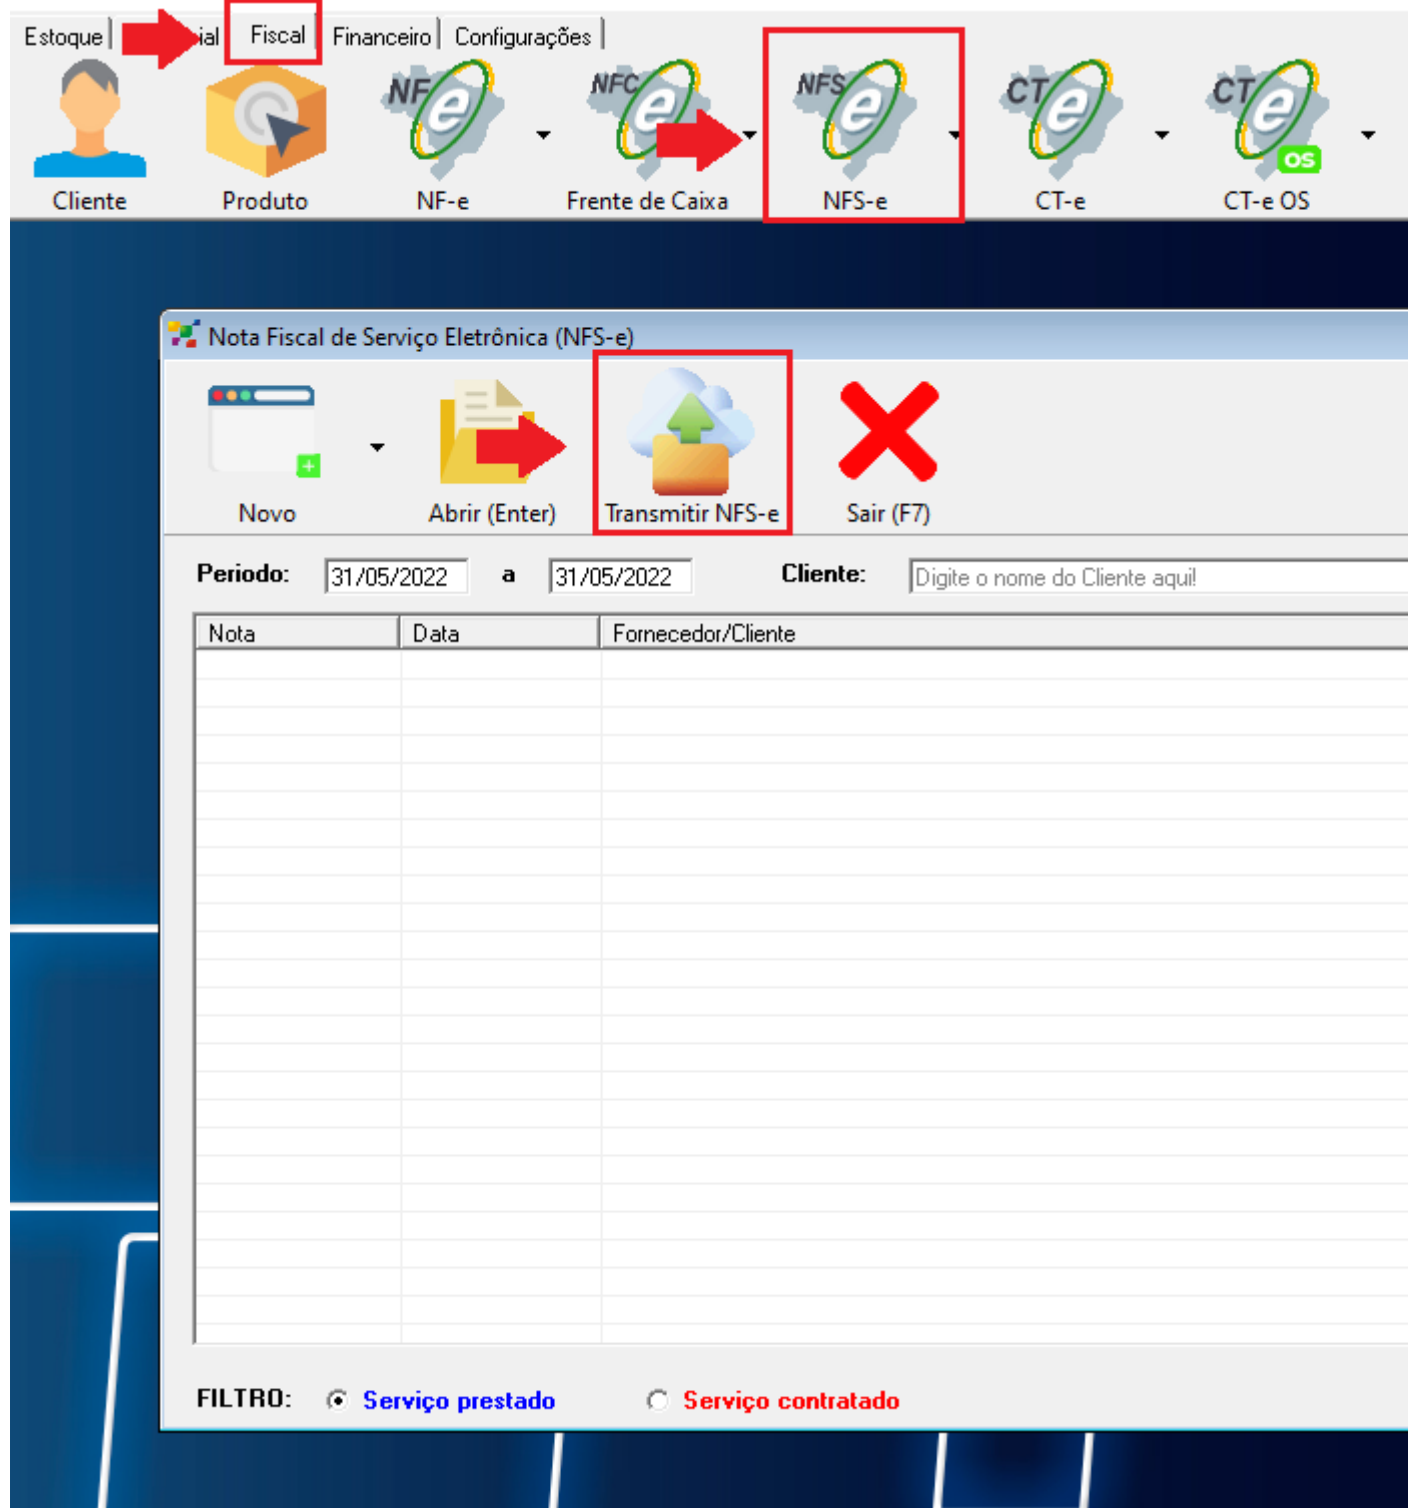 Estoque ial Fiscal Financeiro Configurações
NF e NFC e NFS e CT e CT e OS
Cliente Produto NF-e Frente de Caixa NFS-e CT-e CT-e OS
Nota Fiscal de Serviço Eletrônica (NFS-e)
Novo Abrir (Enter) Transmitir NFS-e Sair (F7)
Periodo: 31/05/2022 a 31/05/2022 Cliente: Digite o nome do Cliente aqui!
Nota Data Fornecedor/Cliente
FILTRO: Serviço prestado Serviço contratado